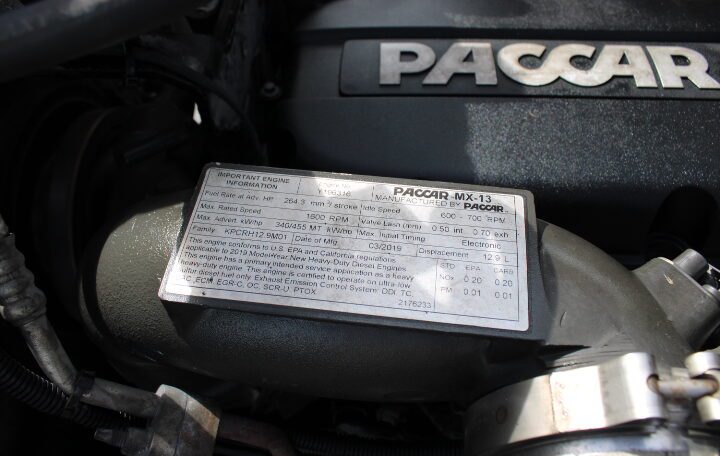 PACCAR
IMPORTANT ENGINE INFORMATION
Engine No. Y196316
PACCAR MX-13
MANUFACTURED BY PACCAR
Fuel Rate at Adv. HP 264.3 mm³/stroke Idle Speed 600 - 700 RPM
Max. Rated Speed 1600 RPM Valve Lash (mm) 0.50 int. 0.70 exh
Max. Advert. kW/hp 340/455 MT kW/hp Max. Initial Timing Electronic
Family KPCRH12.9M01 Date of Mfg 03/2019 Displacement 12.9 L
This engine conforms to U.S. EPA and California regulations
applicable to 2019 Model Year New Heavy-Duty Diesel Engines.
This engine has a primary intended service application as a heavy
heavy-duty engine. This engine is certified to operate on ultra-low
sulfur diesel fuel only. Exhaust Emission Control System: DDI, TC,
CAC, ECM, EGR-C, OC, SCR-U, PTOX
STD EPA CARB
NOx 0.20 0.20
PM 0.01 0.01
2176233